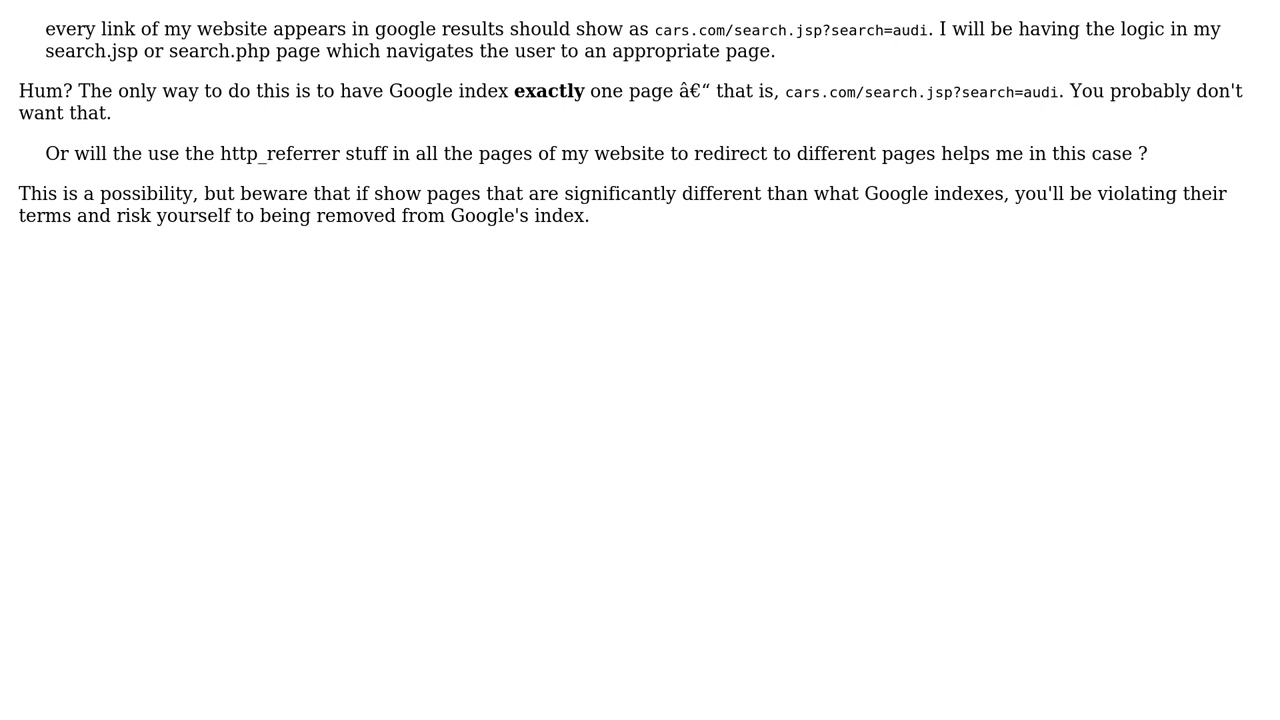 every link of my website appears in google results should show as cars.com/search.jsp?search=audi. I will be having the logic in my
search.jsp or search.php page which navigates the user to an appropriate page.
Hum? The only way to do this is to have Google index exactly one page â€“ that is, cars.com/search.jsp?search=audi. You probably don't
want that.
Or will the use the http_referrer stuff in all the pages of my website to redirect to different pages helps me in this case ?
This is a possibility, but beware that if show pages that are significantly different than what Google indexes, you'll be violating their
terms and risk yourself to being removed from Google's index.